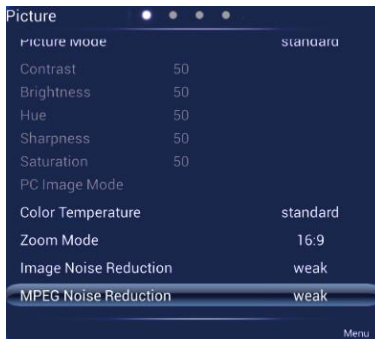 Picture
Picture Mode standard
Contrast 50
Brightness 50
Hue 50
Sharpness 50
Saturation 50
PC Image Mode
Color Temperature standard
Zoom Mode 16:9
Image Noise Reduction weak
MPEG Noise Reduction weak
Menu